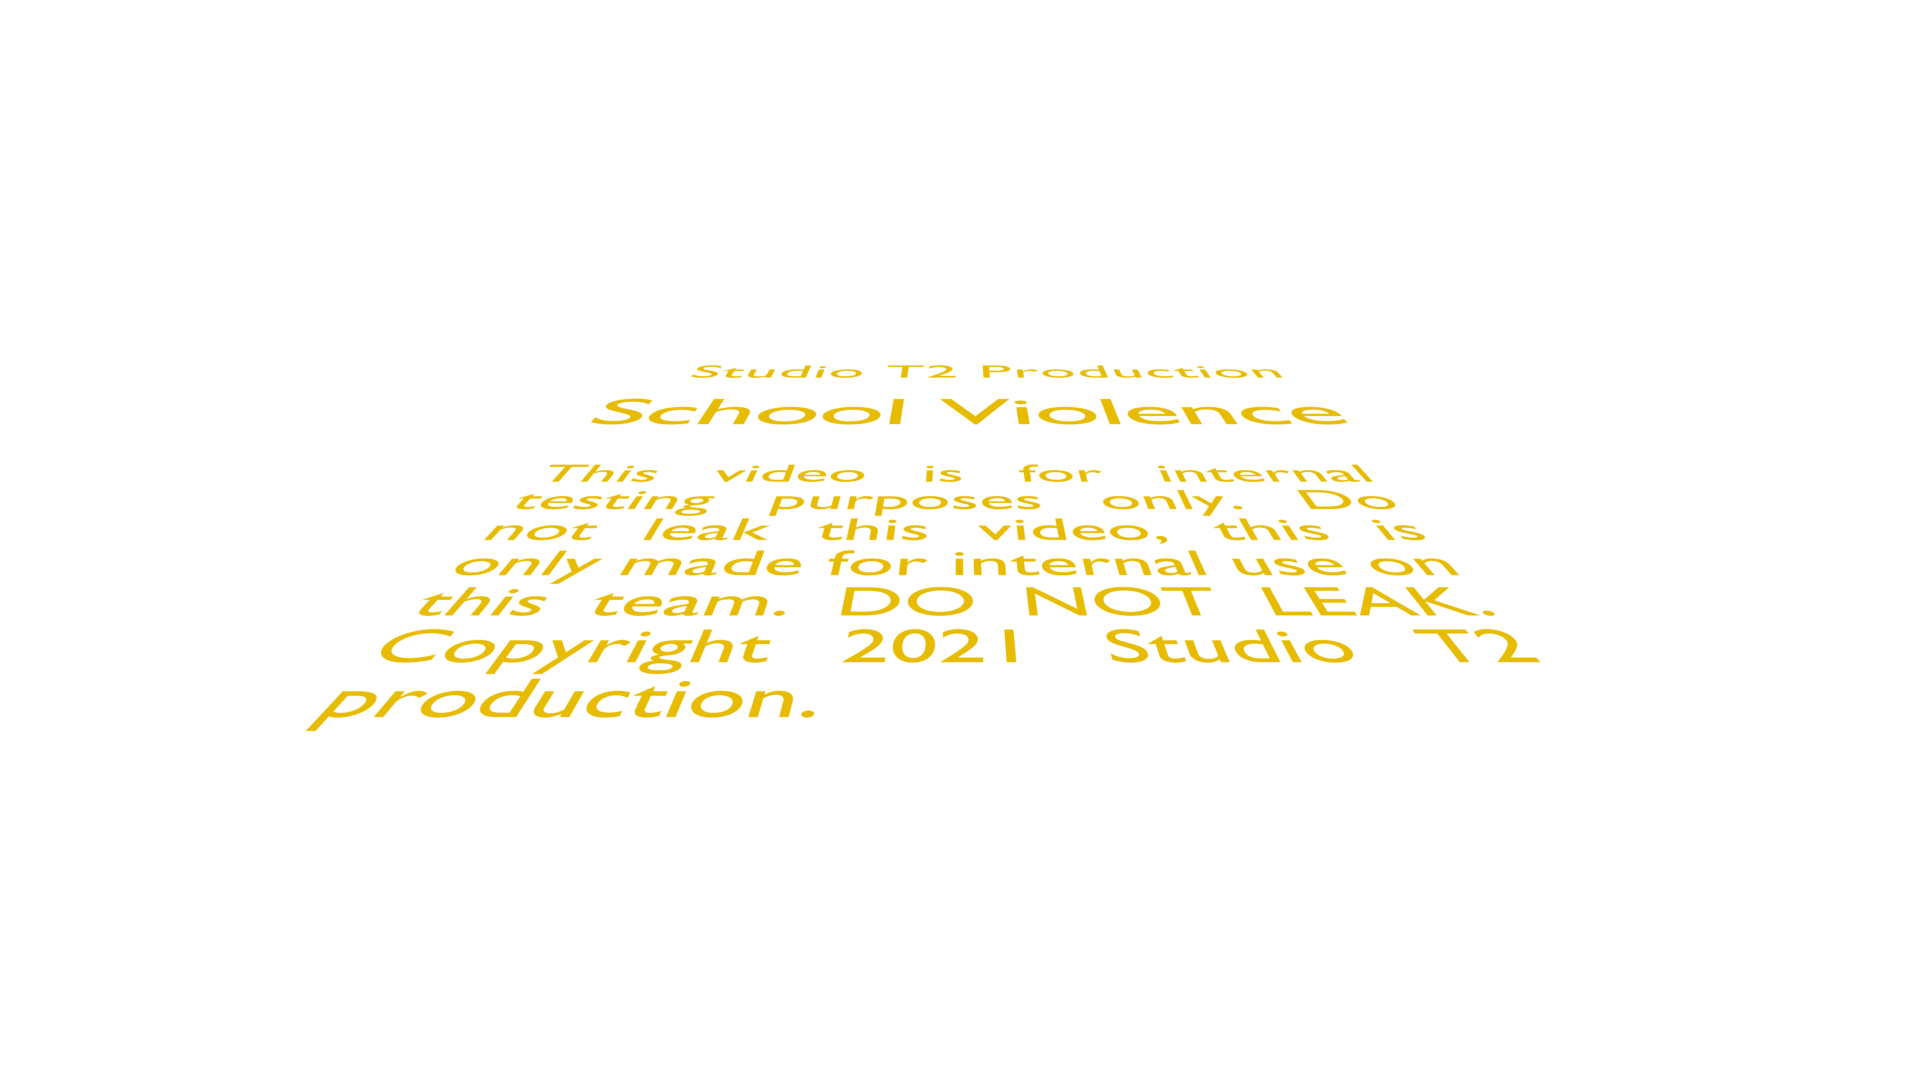 Studio T2 Production
School Violence
This video is for internal
testing purposes only. Do
not leak this video, this is
only made for internal use on
this team. DO NOT LEAK.
Copyright 2021 Studio T2
production.